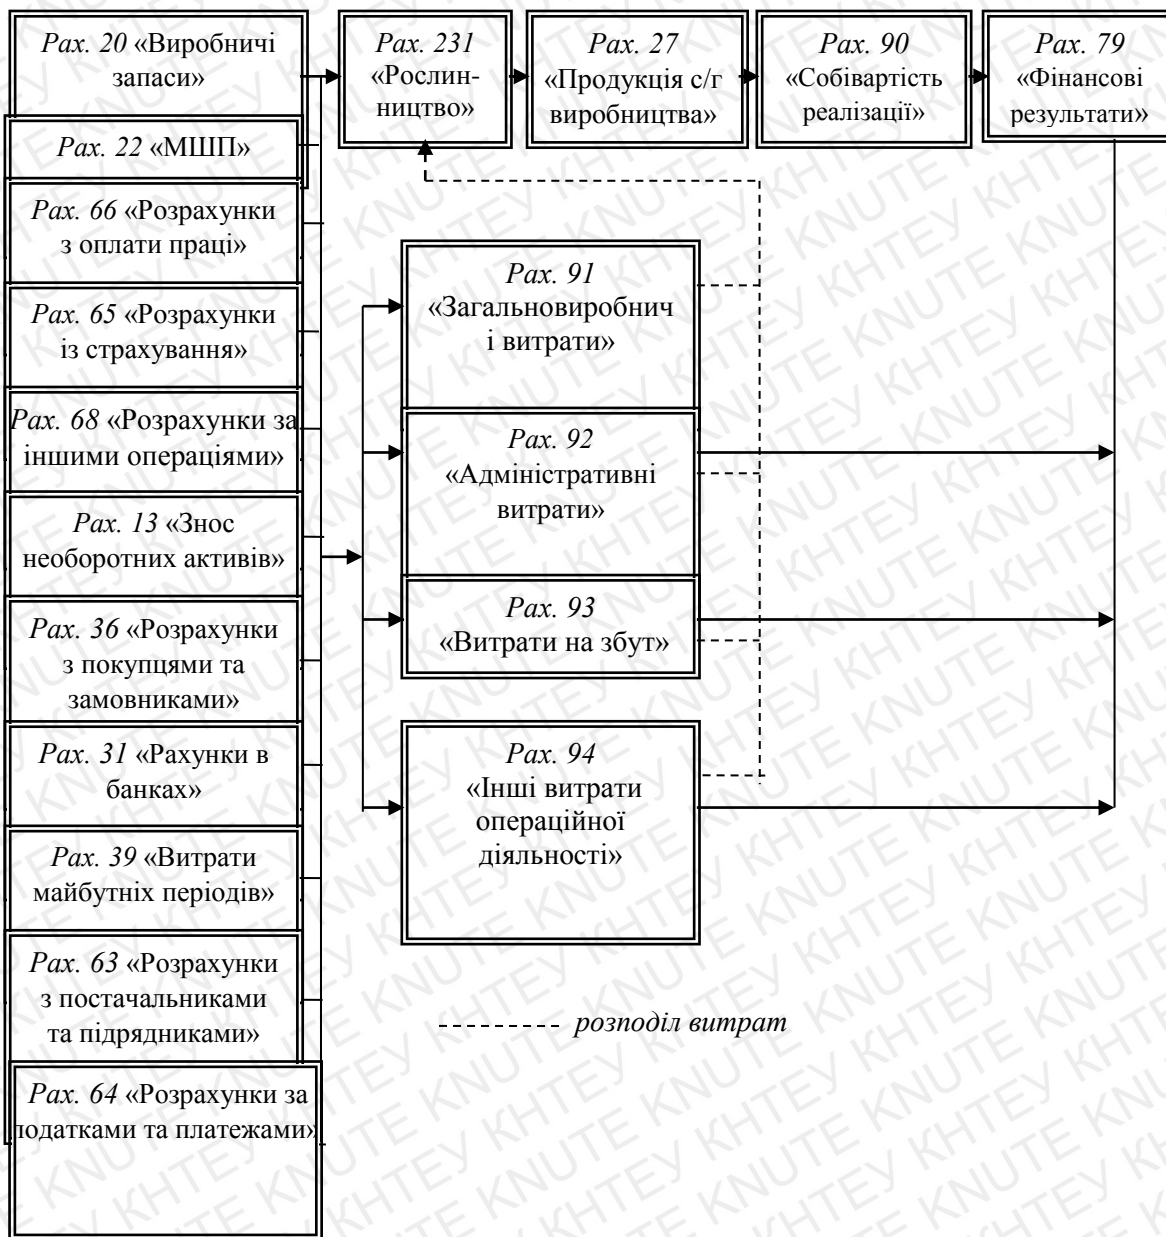 Рах. 20 «Виробничі
запаси»
Рах. 22 «МШП»
Рах. 66 «Розрахунки
з оплати праці»
Рах. 65 «Розрахунки
із страхування»
Рах. 68 «Розрахунки за
іншими операціями»
Рах. 13 «Знос
необоротних активів»
Рах. 36 «Розрахунки
з покупцями та
замовниками»
Рах. 31 «Рахунки в
банках»
Рах. 39 «Витрати
майбутніх періодів»
Рах. 63 «Розрахунки
з постачальниками
та підрядниками»
Рах. 64 «Розрахунки за
податками та платежами»
Рах. 231
«Рослин-
ництво»
Рах. 27
«Продукція с/г
виробництва»
Рах. 90
«Собівартість
реалізації»
Рах. 79
«Фінансові
результати»
Рах. 91
«Загальновиробнич
і витрати»
Рах. 92
«Адміністративні
витрати»
Рах. 93
«Витрати на збут»
Рах. 94
«Інші витрати
операційної
діяльності»
розподіл витрат